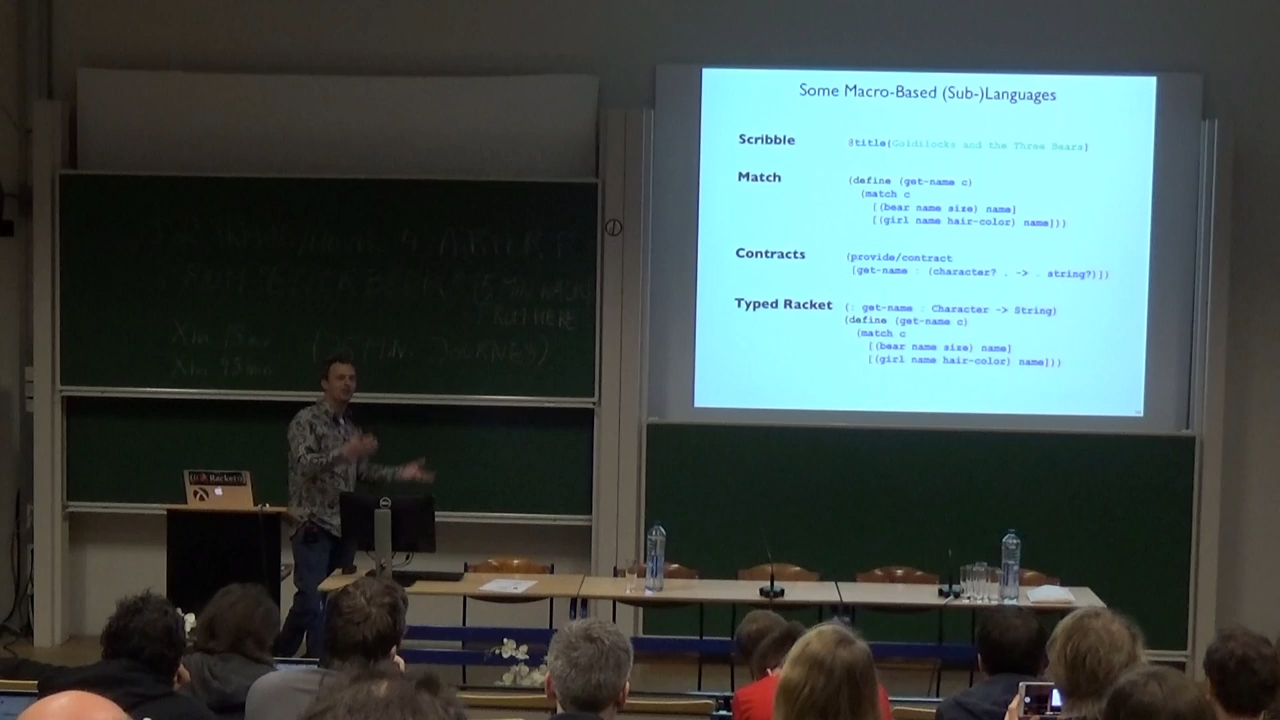 Some Macro-Based (Sub-)Languages
Scribble @title{Goldilocks and the Three Bears}
Match (define (get-name c)
(match c
[(bear name size) name]
[(girl name hair-color) name]))
Contracts (provide/contract
[get-name : (character? . -> . string?)])
Typed Racket (: get-name : Character -> String)
(define (get-name c)
(match c
[(bear name size) name]
[(girl name hair-color) name]))
Racket
DELL